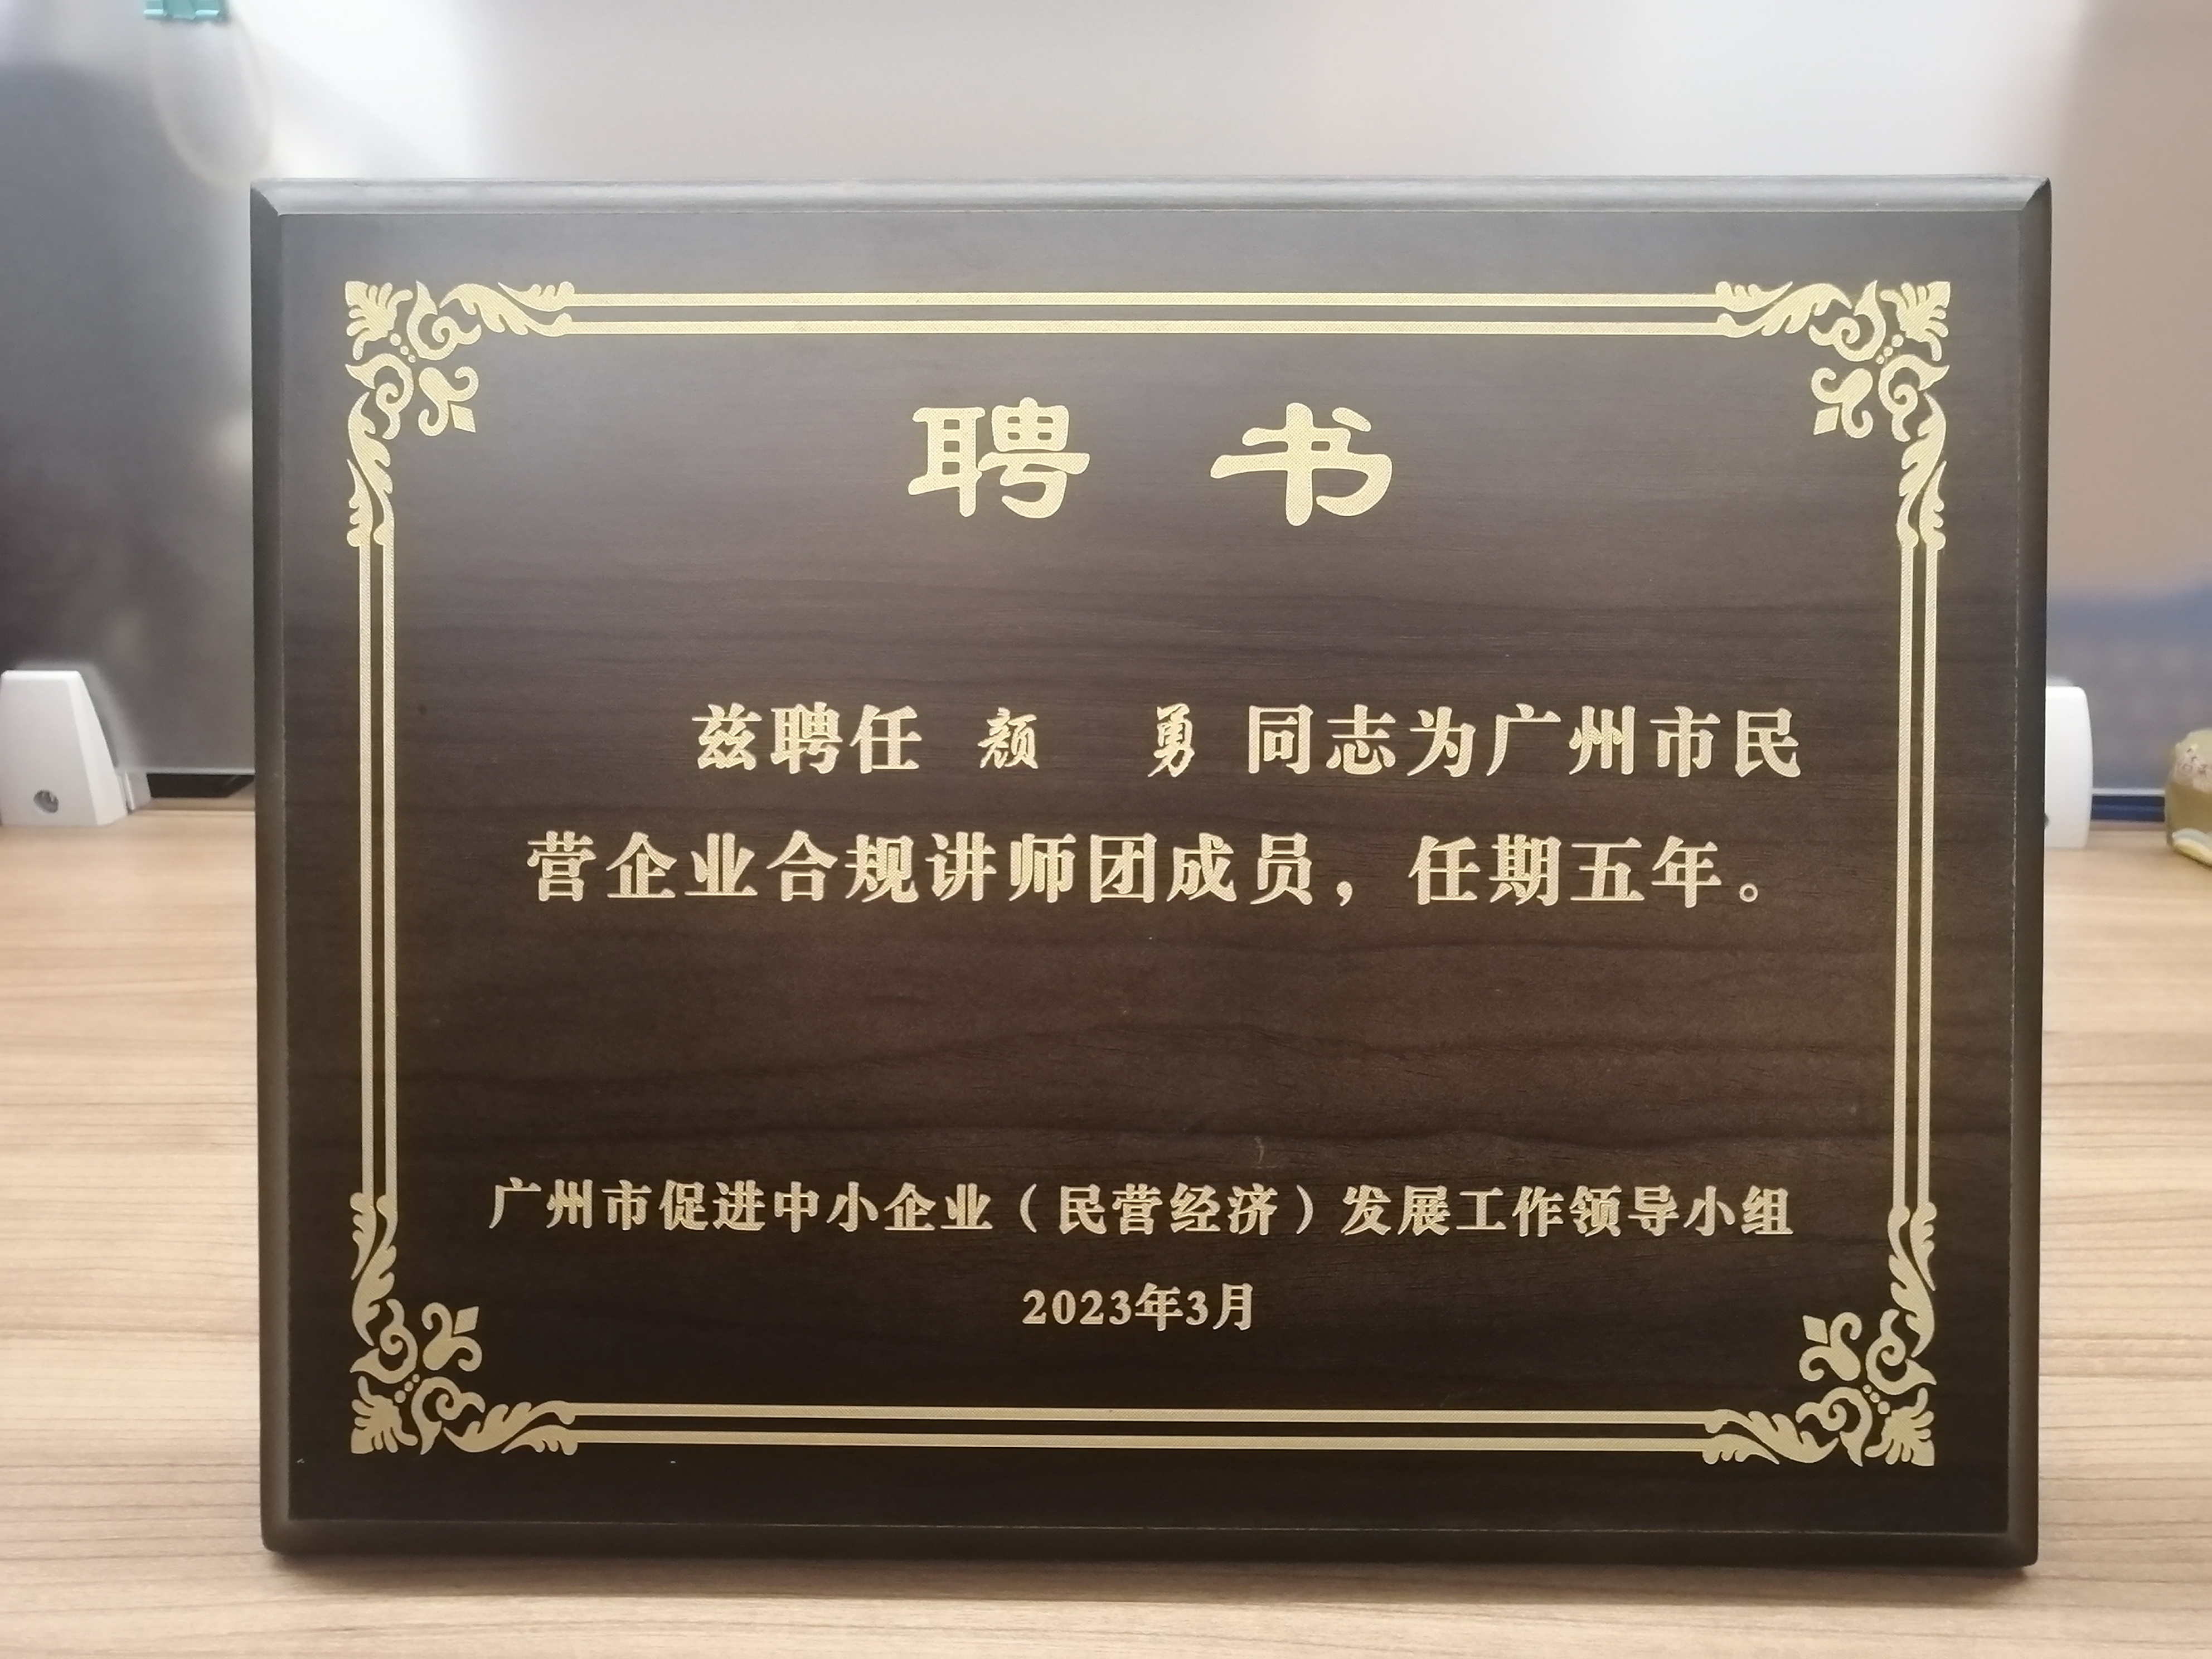 聘 书
兹聘任 颜 勇 同志为广州市民
营企业合规讲师团成员，任期五年。
广州市促进中小企业（民营经济）发展工作领导小组
2023年3月